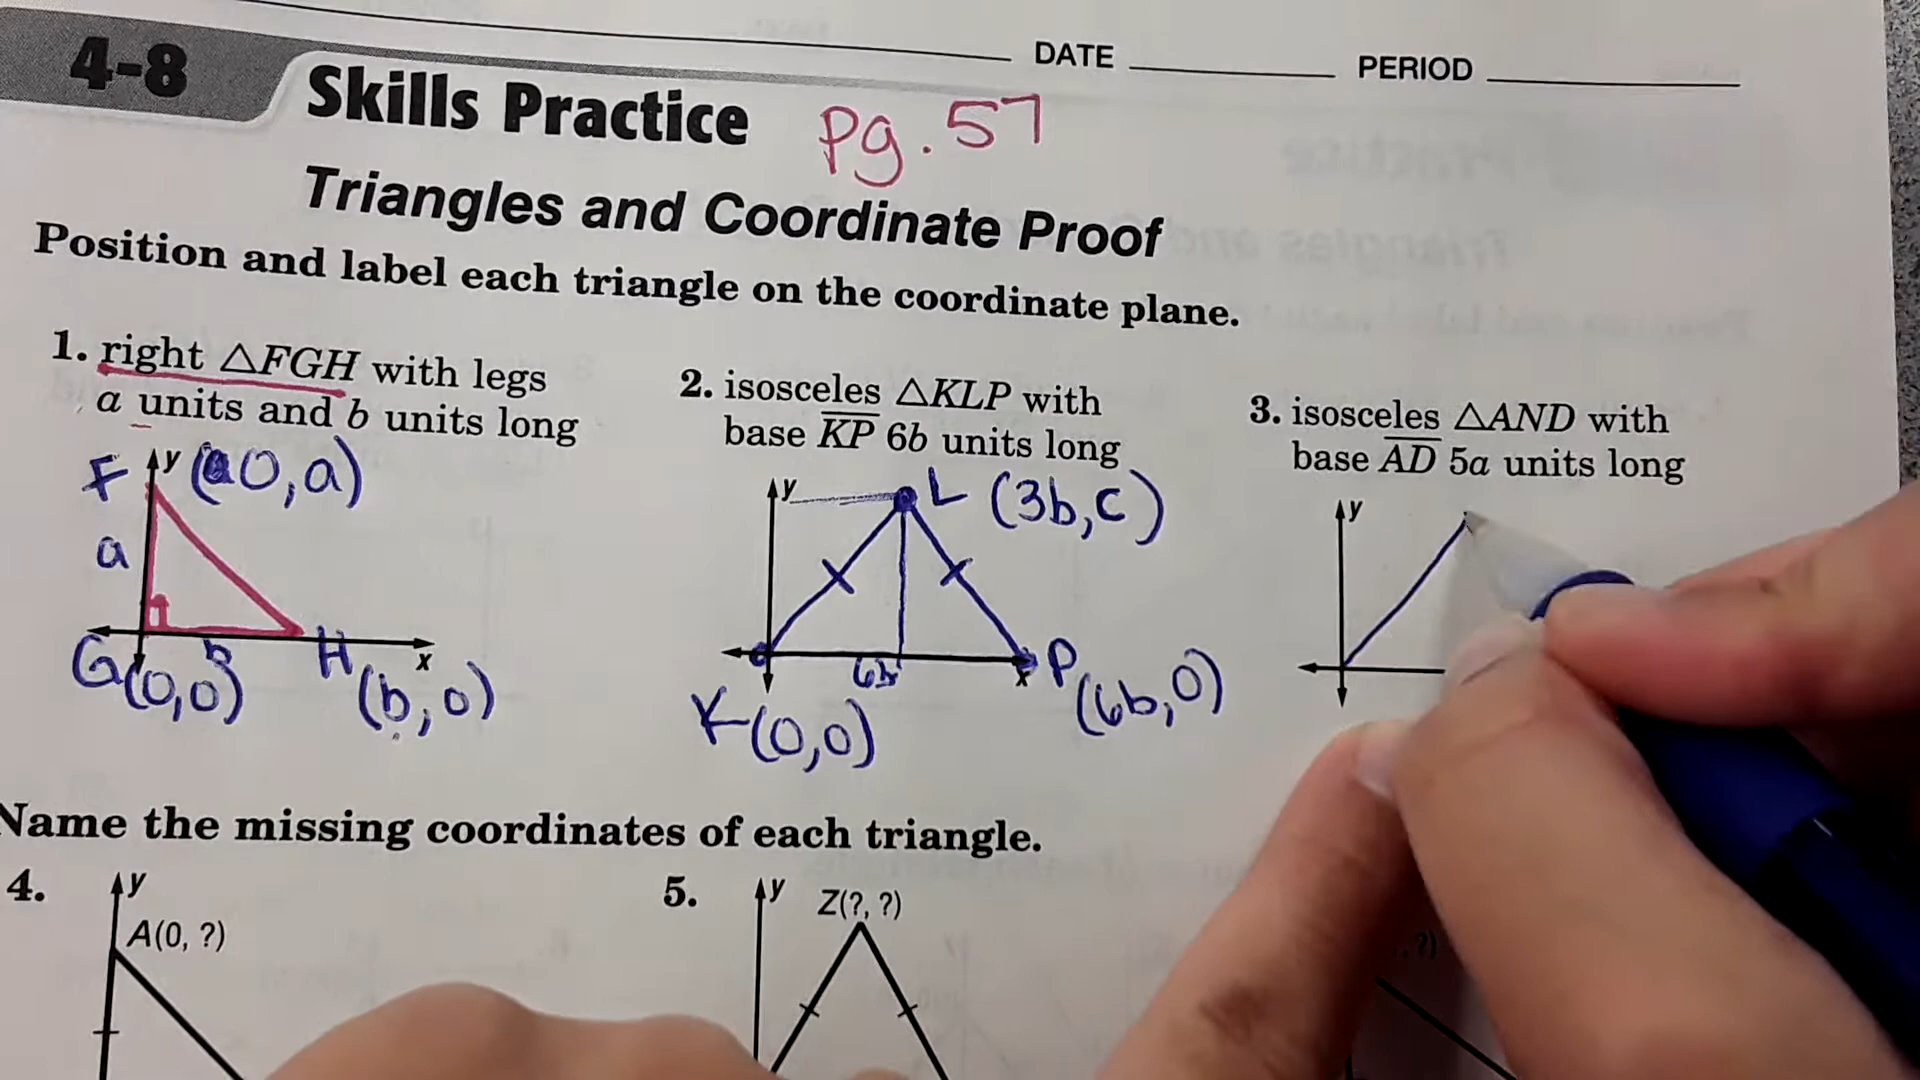 DATE PERIOD
4-8 Skills Practice pg. 57
Triangles and Coordinate Proof
Position and label each triangle on the coordinate plane.
1. right △FGH with legs
a units and b units long
F y (0, a)
a
G(0,0) b H (b, 0) x
2. isosceles △KLP with
base KP 6b units long
y L (3b, c)
6b x P (6b, 0)
K(0,0)
3. isosceles △AND with
base AD 5a units long
y
Name the missing coordinates of each triangle.
4. y
A(0, ?)
5. y Z(?, ?)
, ?)